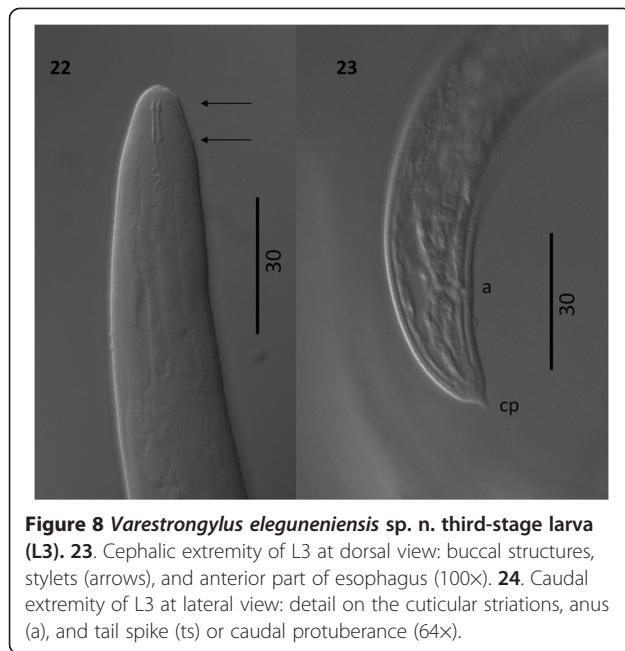 22
23
30
30
a
cp
Figure 8 Varestrongylus eleguneniensis sp. n. third-stage larva
(L3). 23. Cephalic extremity of L3 at dorsal view: buccal structures,
stylets (arrows), and anterior part of esophagus (100×). 24. Caudal
extremity of L3 at lateral view: detail on the cuticular striations, anus
(a), and tail spike (ts) or caudal protuberance (64×).